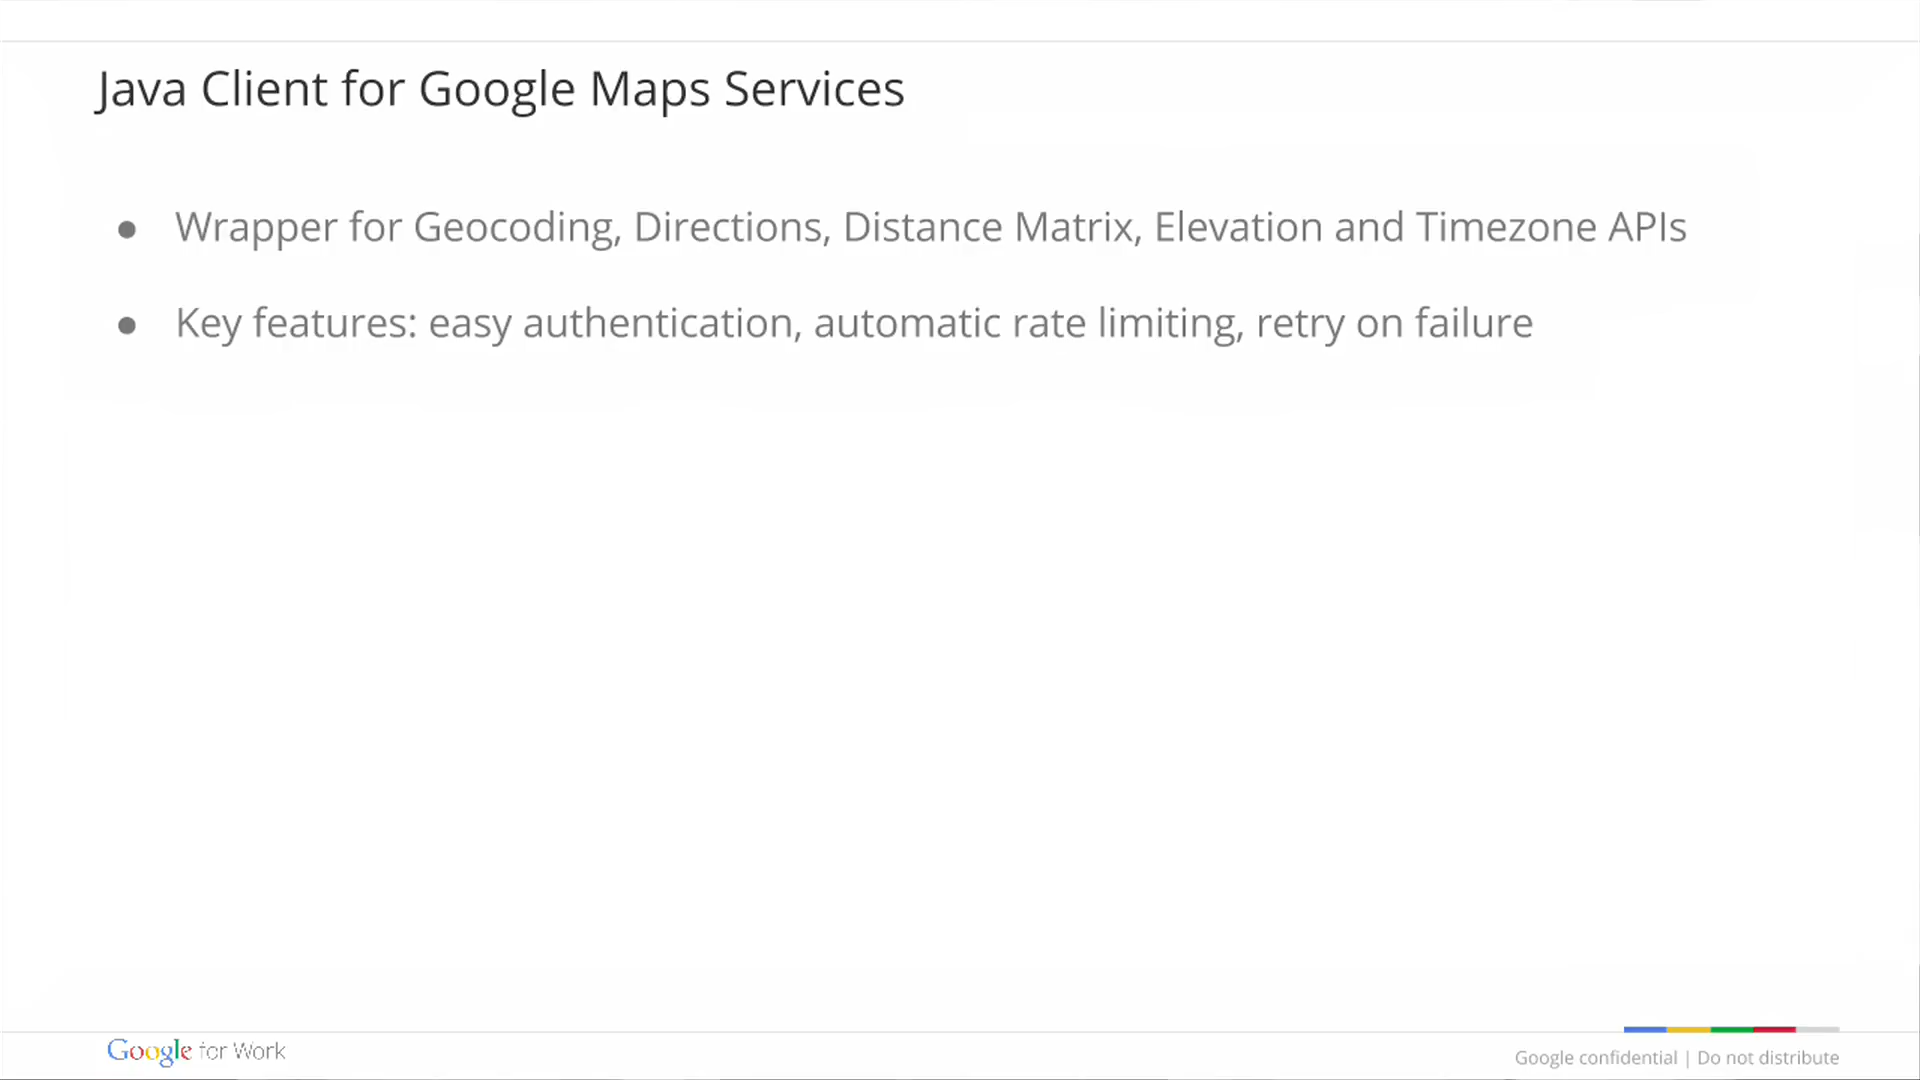 Java Client for Google Maps Services
● Wrapper for Geocoding, Directions, Distance Matrix, Elevation and Timezone APIs
● Key features: easy authentication, automatic rate limiting, retry on failure
Google for Work
Google confidential | Do not distribute